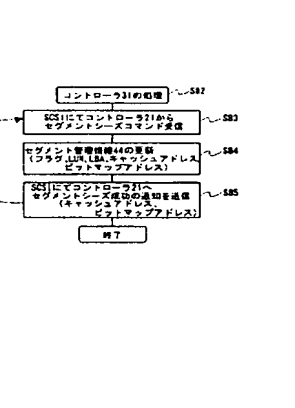 コントローラ31の処理
S82
SCSIにてコントローラ21から
セグメントシーズコマンド受信
S83
セグメント管理情報44の更新
(フラグ,LUN,LBA,キャッシュアドレス,
ビットマップアドレス)
S84
SCSIにてコントローラ21へ
セグメントシーズ成功の通知を送信
(キャッシュアドレス,
ビットマップアドレス)
S85
終了